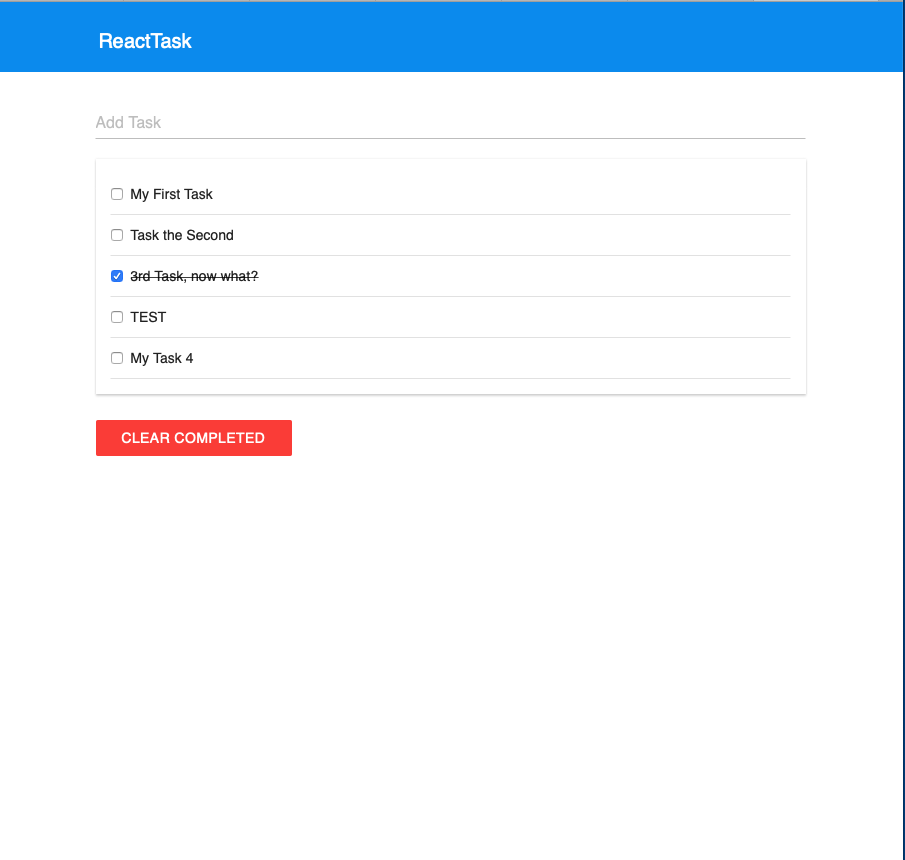 ReactTask
Add Task
My First Task
Task the Second
3rd Task, now what?
TEST
My Task 4
CLEAR COMPLETED